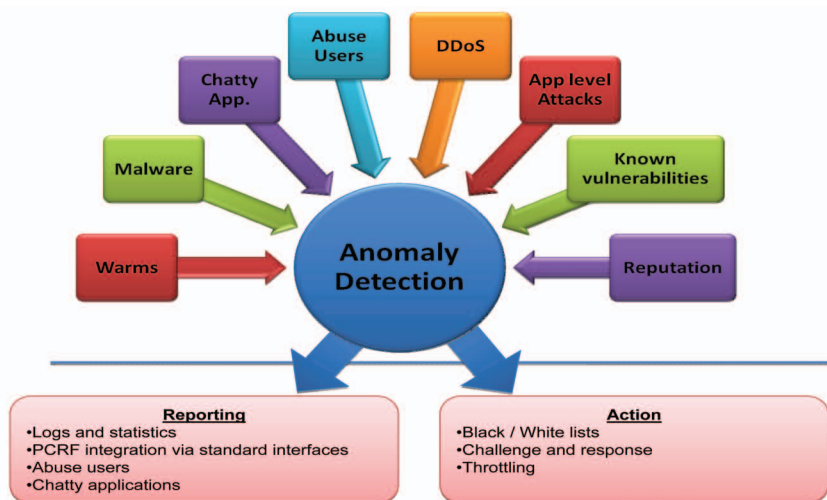 Abuse
Users
DDoS
Chatty
App.
App level
Attacks
Malware
Known
vulnerabilities
Warms
Anomaly
Detection
Reputation
Reporting
•Logs and statistics
•PCRF integration via standard interfaces
•Abuse users
•Chatty applications
Action
•Black / White lists
•Challenge and response
•Throttling